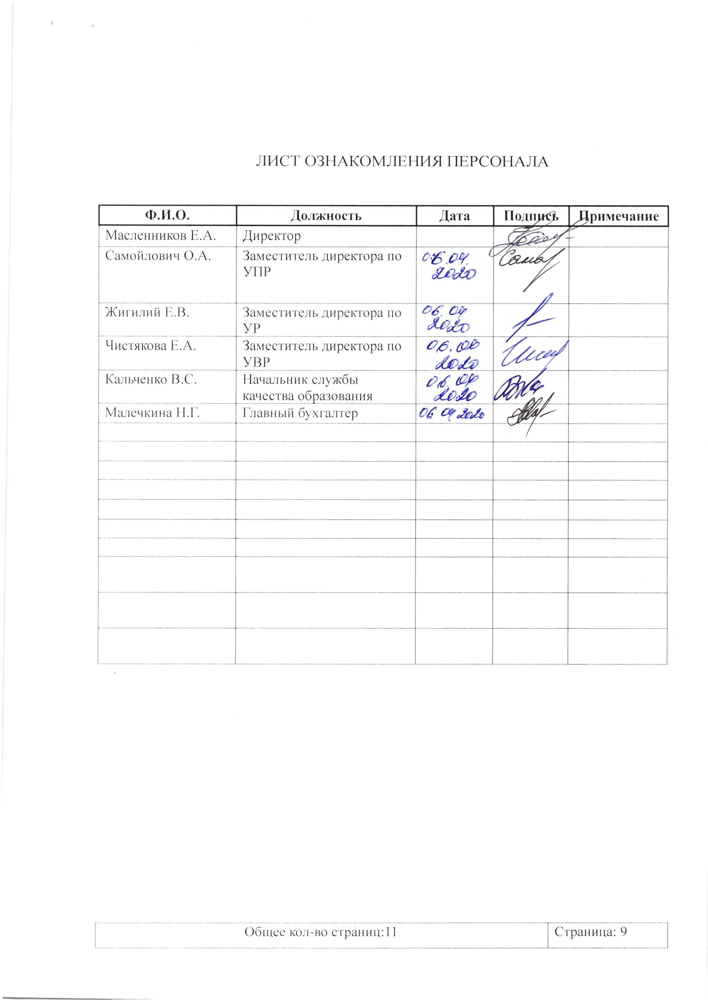 ЛИСТ ОЗНАКОМЛЕНИЯ ПЕРСОНАЛА
Ф.И.О. Должность Дата Подпись Примечание
Масленников Е.А. Директор
Самойлович О.А. Заместитель директора по 06.04.
УПР 2020
Жигилий Е.В. Заместитель директора по 06.04
УР 2020
Чистякова Е.А. Заместитель директора по 06.04
УВР 2020
Кальченко В.С. Начальник службы 06.04
качества образования 2020
Малечкина Н.Г. Главный бухгалтер 06 04 2020
Общее кол-во страниц:11 Страница: 9